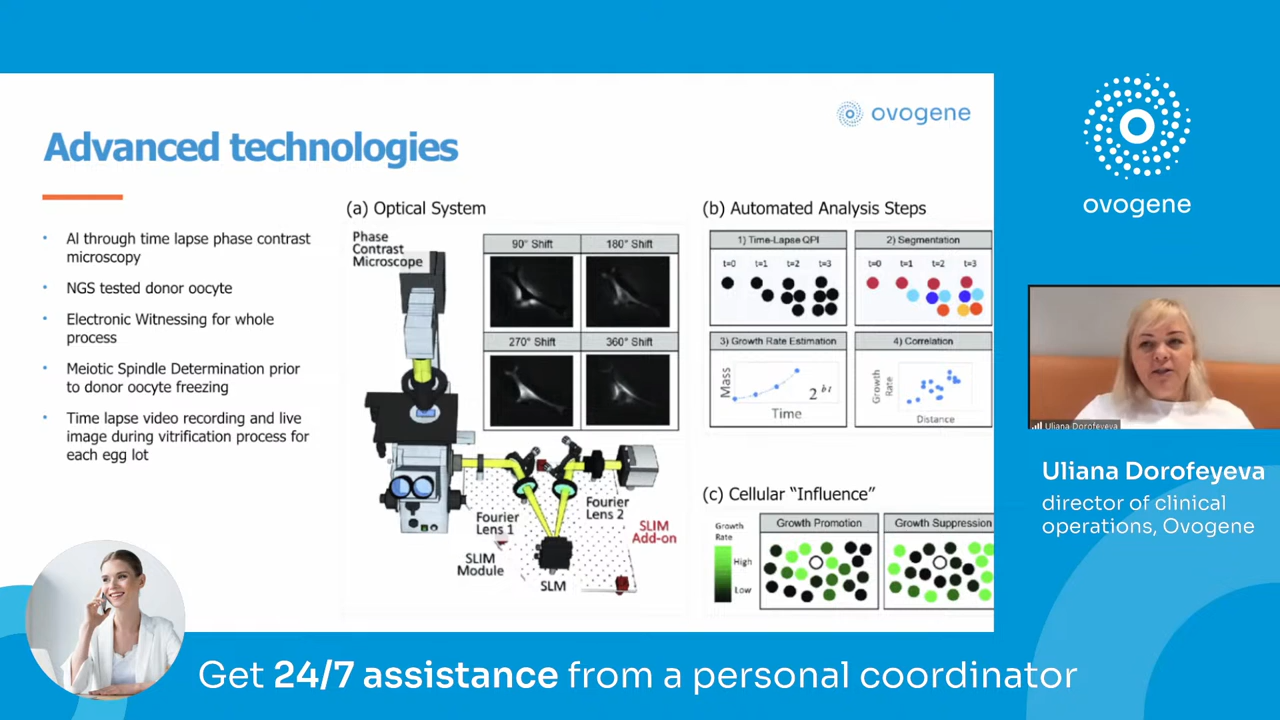 ovogene
Advanced technologies
• AI through time lapse phase contrast
microscopy
• NGS tested donor oocyte
• Electronic Witnessing for whole
process
• Meiotic Spindle Determination prior
to donor oocyte freezing
• Time lapse video recording and live
image during vitrification process for
each egg lot
(a) Optical System
Phase
Contrast
Microscope
90° Shift
180° Shift
270° Shift
360° Shift
Fourier
Lens 1
Fourier
Lens 2
SLIM
Module
SLM
SLIM
Add-on
(b) Automated Analysis Steps
1) Time-Lapse QPI
t=0 t=1 t=2 t=3
2) Segmentation
t=0 t=1 t=2 t=3
3) Growth Rate Estimation
Mass
2^bt
Time
4) Correlation
Growth
Rate
Distance
(c) Cellular “Influence”
Growth
Rate
High
Low
Growth Promotion
Growth Suppression
ovogene
Uliana Dorofeyeva
Uliana Dorofeyeva
director of clinical
operations, Ovogene
Get 24/7 assistance from a personal coordinator